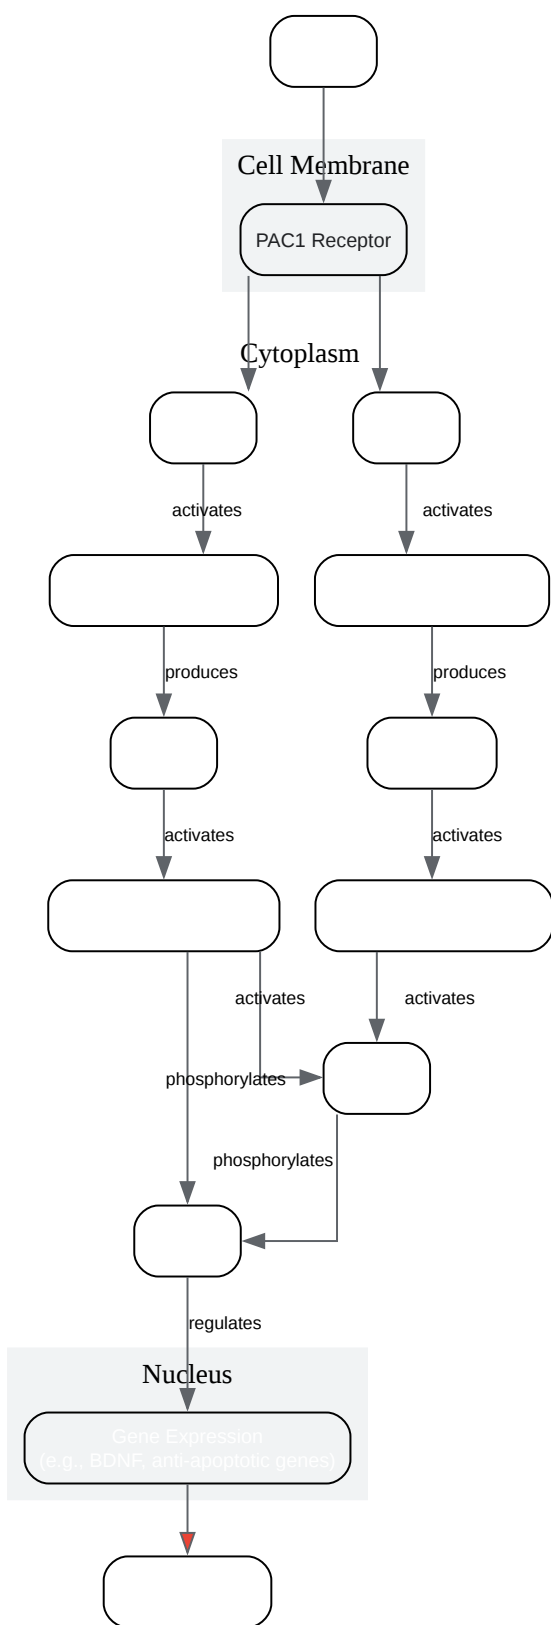 Cell Membrane
PAC1 Receptor
Cytoplasm
activates
activates
produces
produces
activates
activates
activates
activates
phosphorylates
phosphorylates
regulates
Nucleus
Gene Expression
(e.g., BDNF, anti-apoptotic genes)